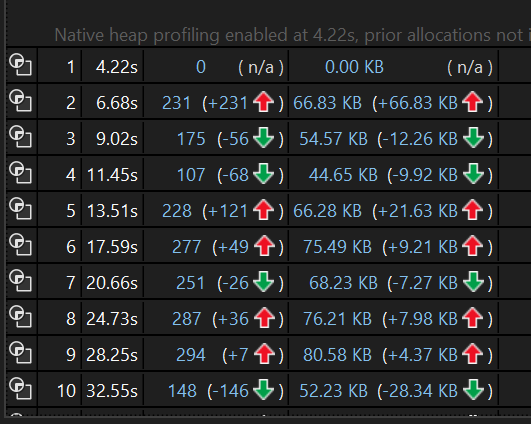 Native heap profiling enabled at 4.22s, prior allocations not i
1 4.22s 0 ( n/a ) 0.00 KB ( n/a )
2 6.68s 231 (+231 ) 66.83 KB (+66.83 KB )
3 9.02s 175 (-56 ) 54.57 KB (-12.26 KB )
4 11.45s 107 (-68 ) 44.65 KB (-9.92 KB )
5 13.51s 228 (+121 ) 66.28 KB (+21.63 KB )
6 17.59s 277 (+49 ) 75.49 KB (+9.21 KB )
7 20.66s 251 (-26 ) 68.23 KB (-7.27 KB )
8 24.73s 287 (+36 ) 76.21 KB (+7.98 KB )
9 28.25s 294 (+7 ) 80.58 KB (+4.37 KB )
10 32.55s 148 (-146 ) 52.23 KB (-28.34 KB )